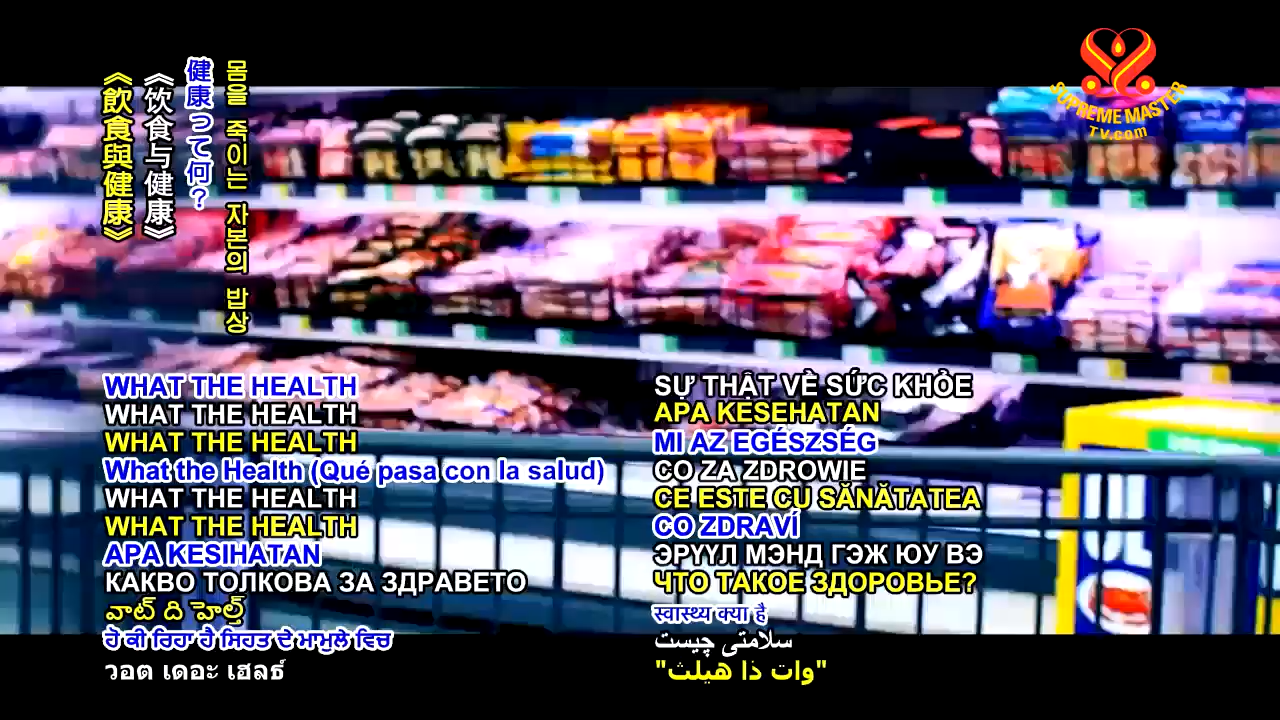 《飲食與健康》
《饮食与健康》
健康って何?
몸을 죽이는 자본의 밥상
SUPREME MASTER
TV.com
WHAT THE HEALTH
WHAT THE HEALTH
WHAT THE HEALTH
What the Health (Qué pasa con la salud)
WHAT THE HEALTH
WHAT THE HEALTH
APA KESIHATAN
КАКВО ТОЛКОВА ЗА ЗДРАВЕТО
వాట్ ది హెల్త్
ਹੋ ਕੀ ਰਿਹਾ ਹੈ ਸਿਹਤ ਦੇ ਮਾਮੁਲੇ ਵਿਚ
วอต เดอะ เฮลธ์
SỰ THẬT VỀ SỨC KHỎE
APA KESEHATAN
MI AZ EGÉSZSÉG
CO ZA ZDROWIE
CE ESTE CU SĂNĂTATEA
CO ZDRAVÍ
ЭРҮҮЛ МЭНД ГЭЖ ЮУ ВЭ
ЧТО ТАКОЕ ЗДОРОВЬЕ?
स्वास्थ्य क्या है
سلامتی چیست
"وات ذا هيلث"